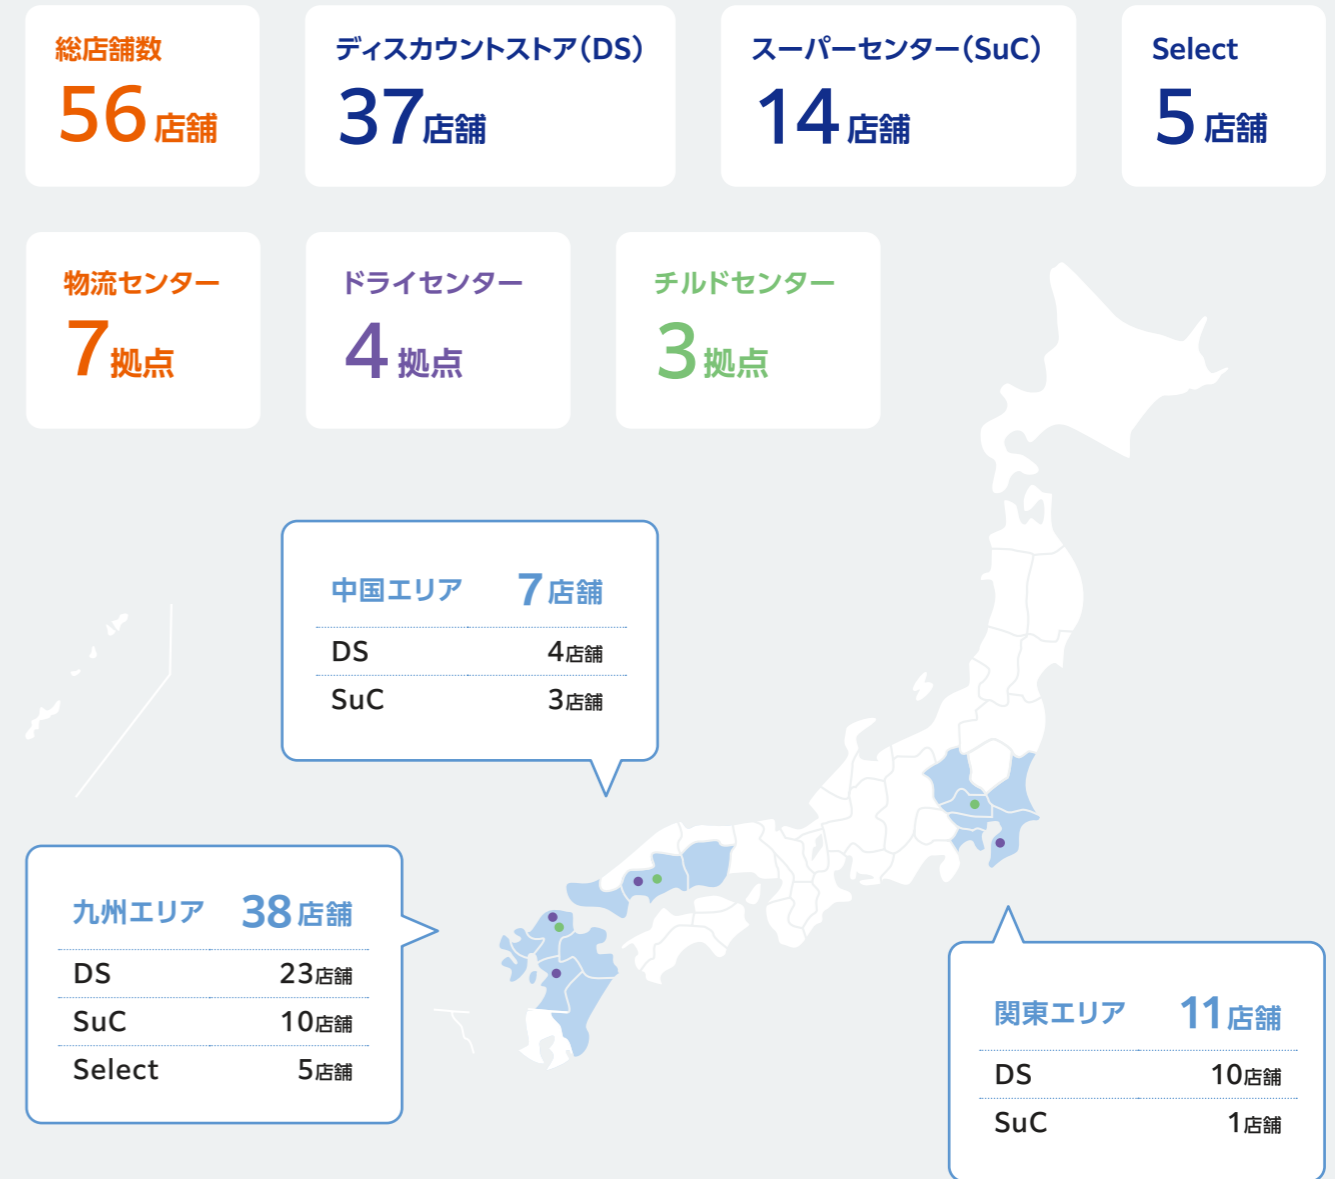 総店舗数
56店舗
ディスカウントストア(DS)
37店舗
スーパーセンター(SuC)
14店舗
Select
5店舗
物流センター
7拠点
ドライセンター
4拠点
チルドセンター
3拠点
中国エリア 7店舗
DS 4店舗
SuC 3店舗
九州エリア 38店舗
DS 23店舗
SuC 10店舗
Select 5店舗
関東エリア 11店舗
DS 10店舗
SuC 1店舗